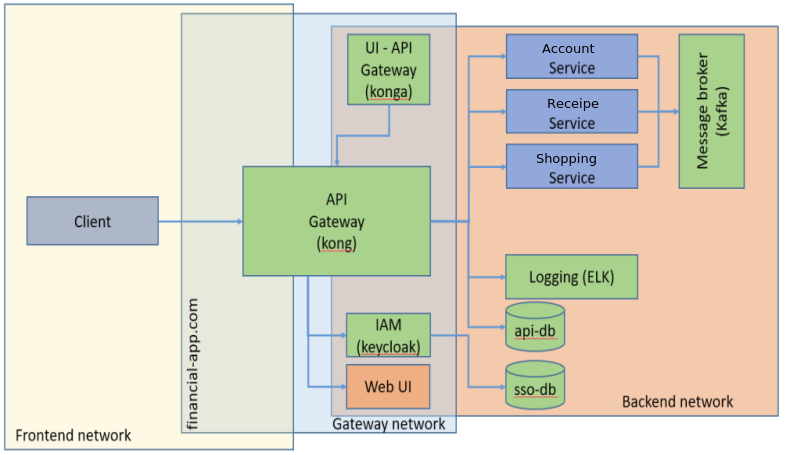 UI - API
Gateway
(konga)
Account
Service
Receipe
Service
Shopping
Service
Message broker
(Kafka)
Client
API
Gateway
(kong)
Logging (ELK)
api-db
IAM
(keycloak)
sso-db
Web UI
financial-app.com
Backend network
Gateway network
Frontend network